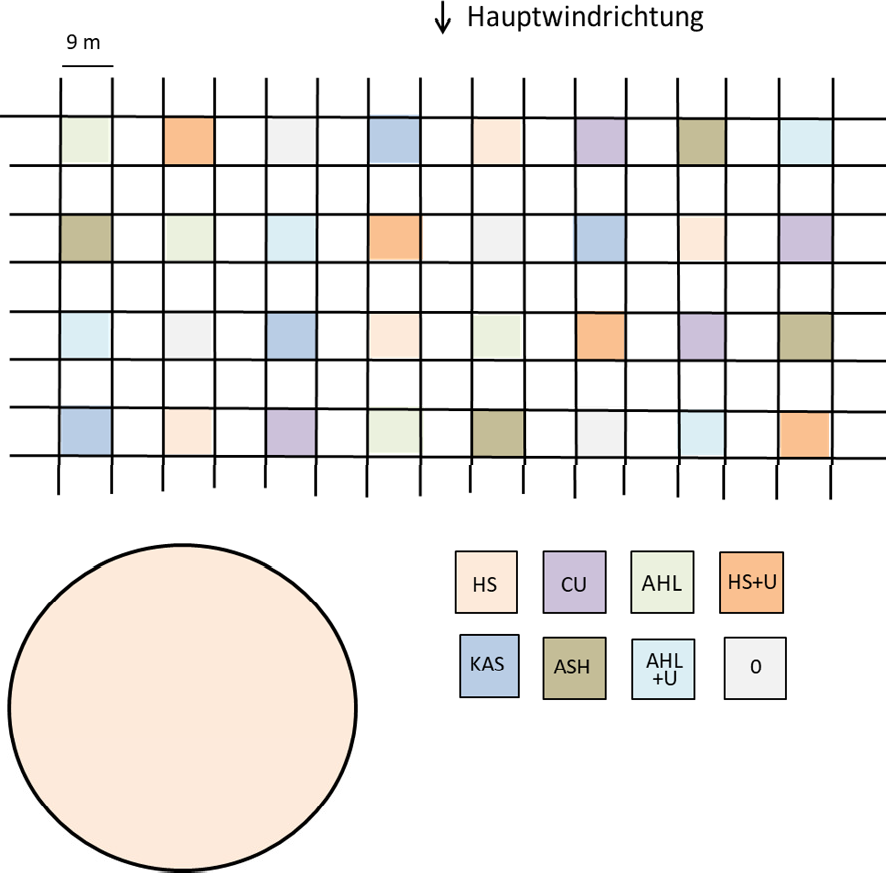 Hauptwindrichtung
9 m
HS
CU
AHL
HS+U
KAS
ASH
AHL
+U
0